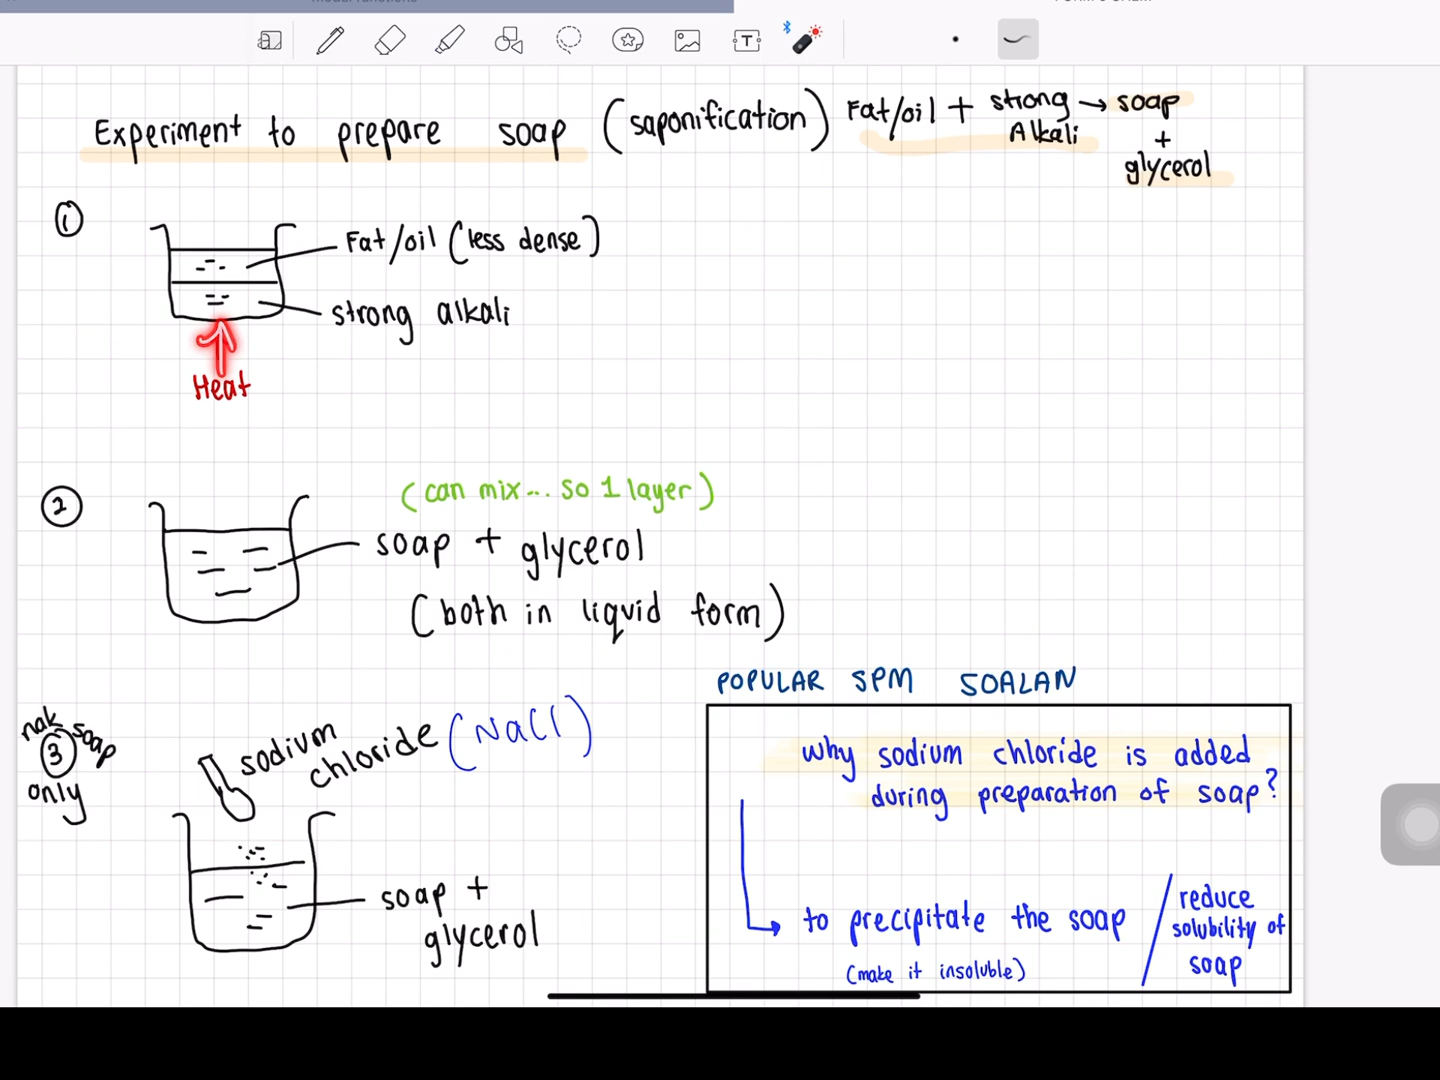 Experiment to prepare soap (saponification) Fat/oil + strong Alkali → soap + glycerol
①
Fat/oil (less dense)
strong alkali
Heat
②
(can mix... so 1 layer)
soap + glycerol
(both in liquid form)
nak soap
③
only
sodium chloride (NaCl)
soap +
glycerol
POPULAR SPM SOALAN
why sodium chloride is added
during preparation of soap?
to precipitate the soap / reduce solubility of soap
(make it insoluble)